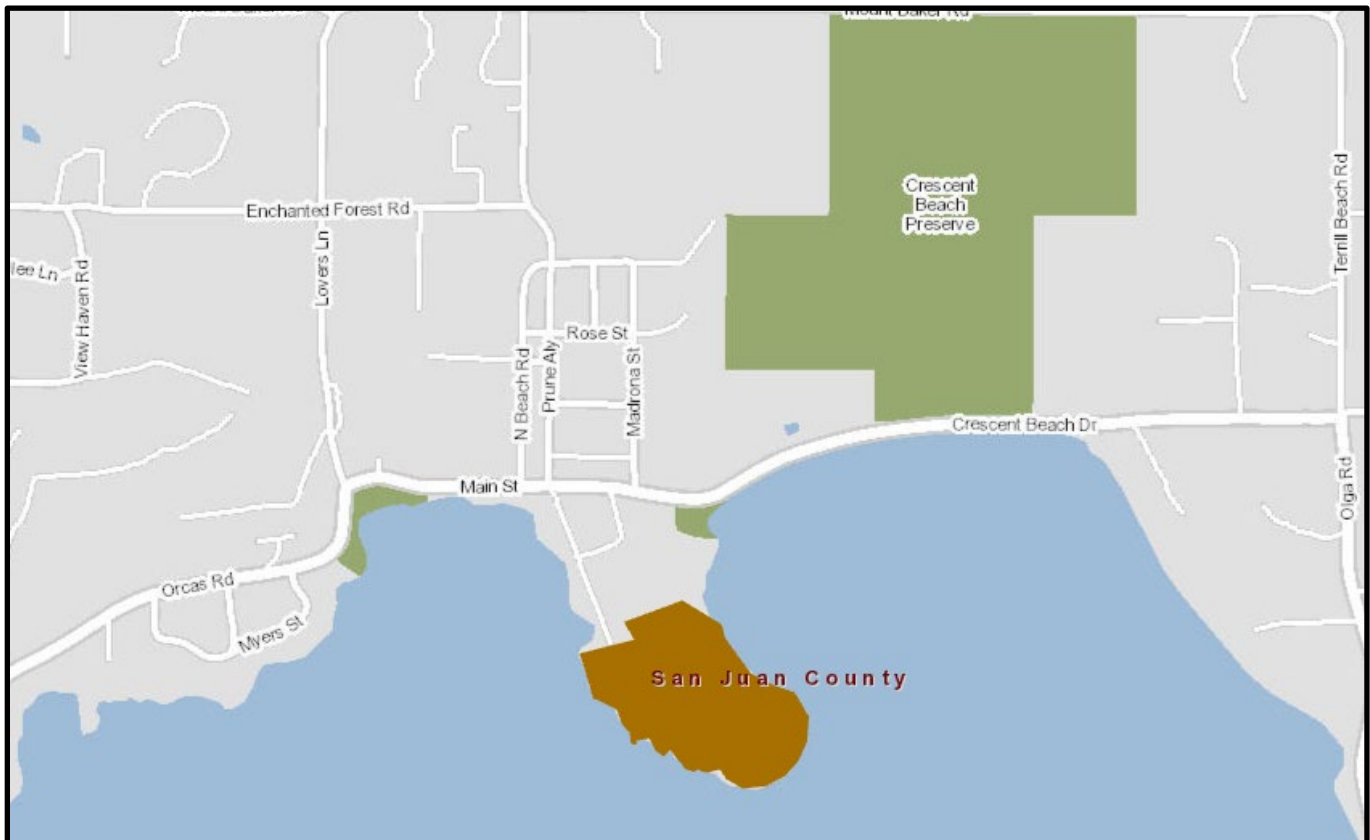 Mount Baker Rd
Crescent
Beach
Preserve
Enchanted Forest Rd
Terrill Beach Rd
Lovers Ln
View Haven Rd
lee Ln
Rose St
N Beach Rd
Prune Aly
Madrona St
Crescent Beach Dr
Main St
Olga Rd
Orcas Rd
Myers St
San Juan County